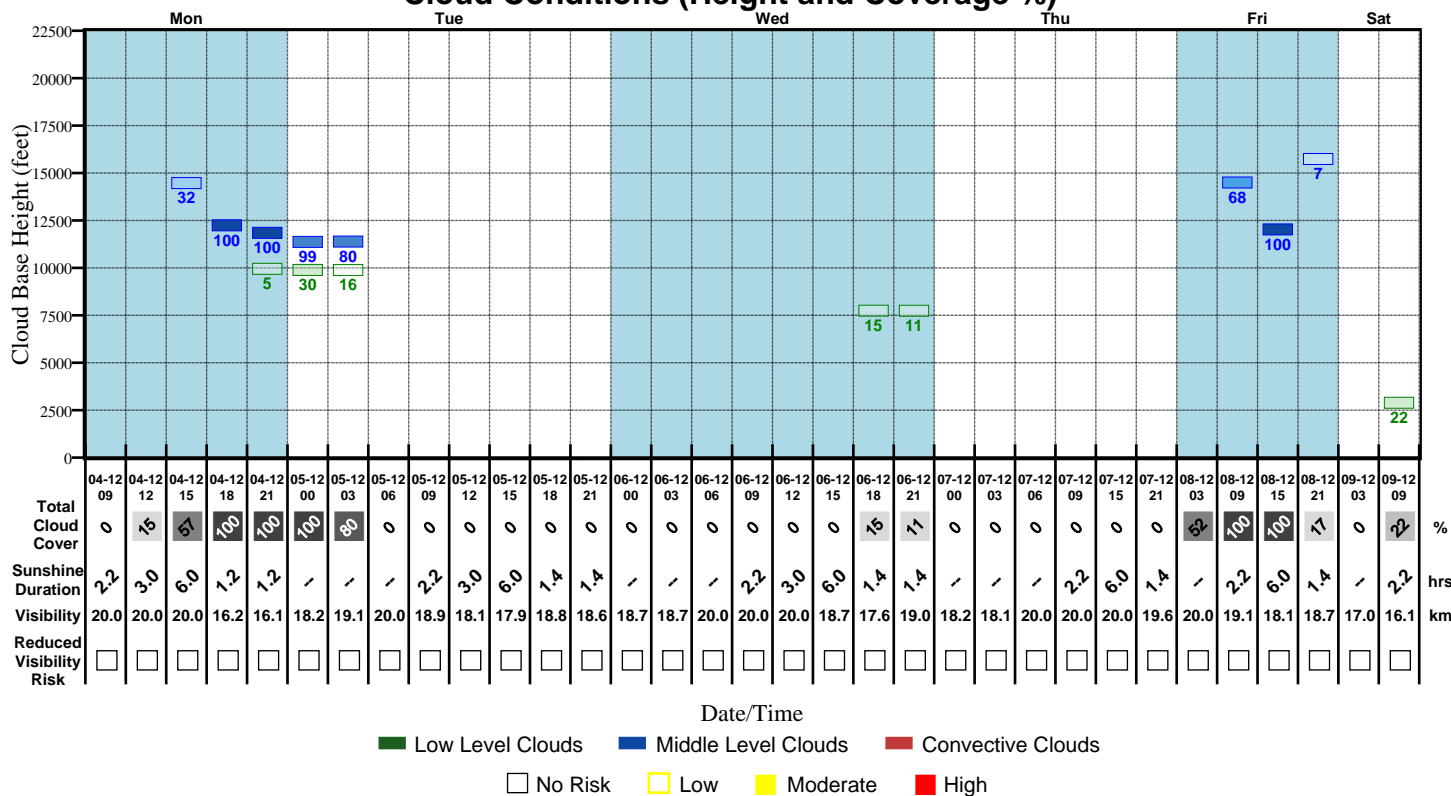 Cloud Conditions (Height and Coverage %)
Mon Tue Wed Thu Fri Sat
Cloud Base Height (feet)
22500
20000
17500
15000
12500
10000
7500
5000
2500
0
7
32 68
100 100 99 80 100
5 30 16
15 11
22
04-12 04-12 04-12 04-12 04-12 05-12 05-12 05-12 05-12 05-12 05-12 05-12 05-12 06-12 06-12 06-12 06-12 06-12 06-12 06-12 06-12 07-12 07-12 07-12 07-12 07-12 07-12 08-12 08-12 08-12 08-12 09-12 09-12
09 12 15 18 21 00 03 06 09 12 15 18 21 00 03 06 09 12 15 18 21 00 03 06 09 15 21 03 09 15 21 03 09
Total
Cloud
Cover
0 15 57 100 100 100 80 0 0 0 0 0 0 0 0 0 0 0 0 15 11 0 0 0 0 0 0 52 100 100 17 0 22 %
Sunshine
Duration
2.2 3.0 6.0 1.2 1.2 -- -- -- 2.2 3.0 6.0 1.4 1.4 -- -- -- 2.2 3.0 6.0 1.4 1.4 -- -- -- 2.2 6.0 1.4 -- 2.2 6.0 1.4 -- 2.2 hrs
Visibility 20.0 20.0 20.0 16.2 16.1 18.2 19.1 20.0 18.9 18.1 17.9 18.8 18.6 18.7 18.7 20.0 20.0 20.0 18.7 17.6 19.0 18.2 18.1 20.0 20.0 20.0 19.6 20.0 19.1 18.1 18.7 17.0 16.1 km
Reduced
Visibility
Risk
Date/Time
Low Level Clouds Middle Level Clouds Convective Clouds
No Risk Low Moderate High